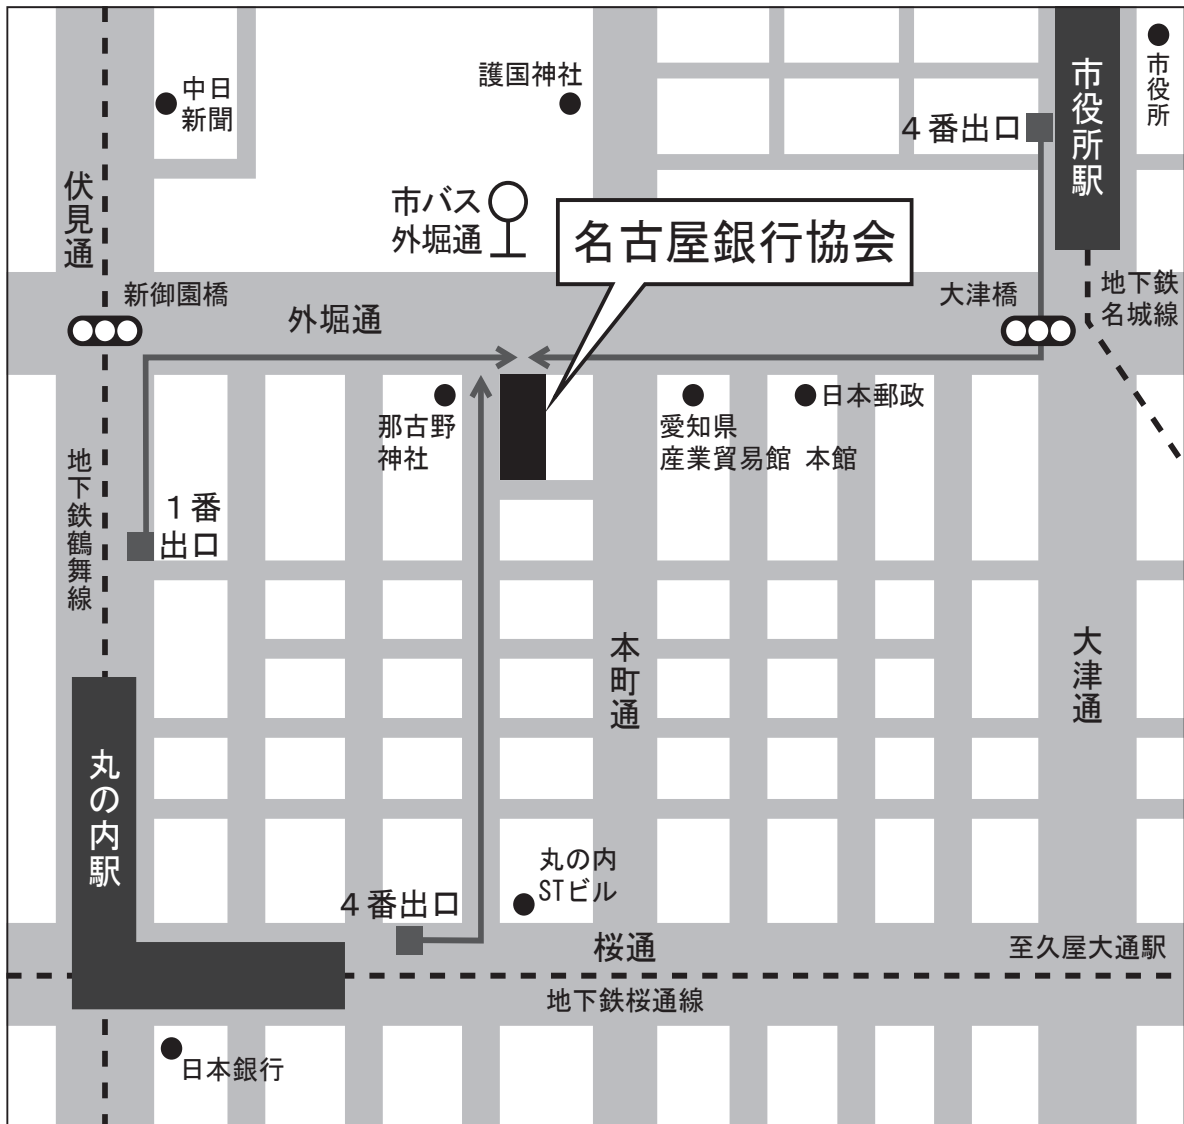 中日
新聞
護国神社
市役所駅
市役所
４番出口
伏見通
市バス
外堀通
名古屋銀行協会
新御園橋
外堀通
大津橋
地下鉄
名城線
那古野
神社
愛知県
産業貿易館 本館
日本郵政
地下鉄鶴舞線
１番
出口
本町通
大津通
丸の内駅
丸の内
STビル
４番出口
桜通
至久屋大通駅
地下鉄桜通線
日本銀行